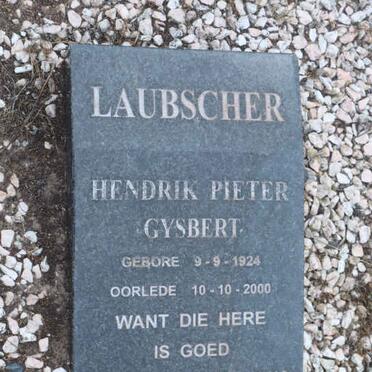 LAUBSCHER
HENDRIK PIETER
GYSBERT
GEBORE 9-9-1924
OORLEDE 10-10-2000
WANT DIE HERE
IS GOED